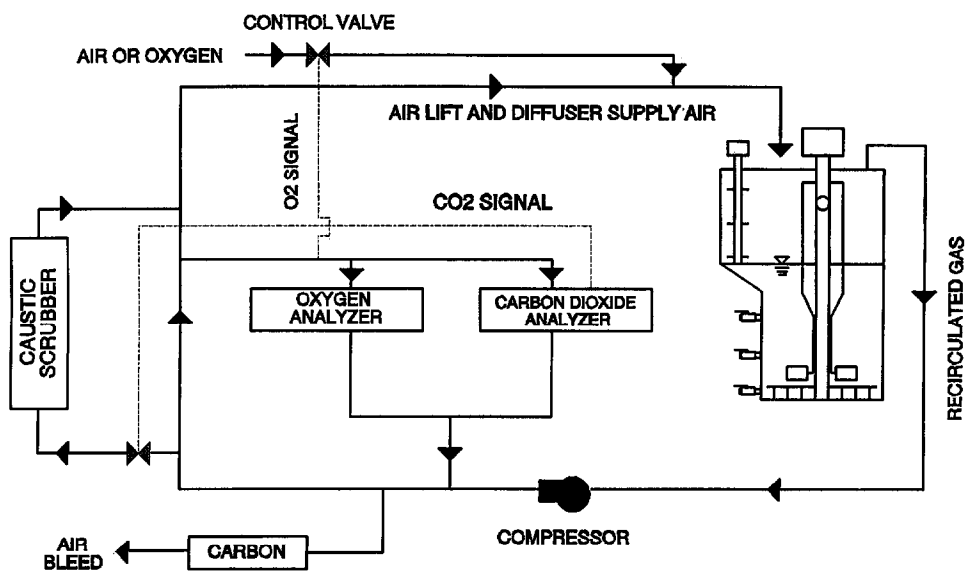 CONTROL VALVE
AIR OR OXYGEN
AIR LIFT AND DIFFUSER SUPPLY AIR
O2 SIGNAL
CO2 SIGNAL
CAUSTIC
SCRUBBER
OXYGEN
ANALYZER
CARBON DIOXIDE
ANALYZER
RECIRCULATED GAS
COMPRESSOR
AIR
BLEED
CARBON